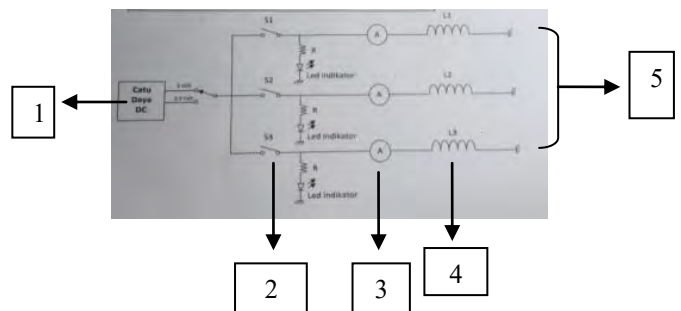 S1
L1
A
R
Led indikator
S2
L2
A
R
Led indikator
Catu
Daya
DC
S3
L3
A
R
Led indikator
1
2
3
4
5